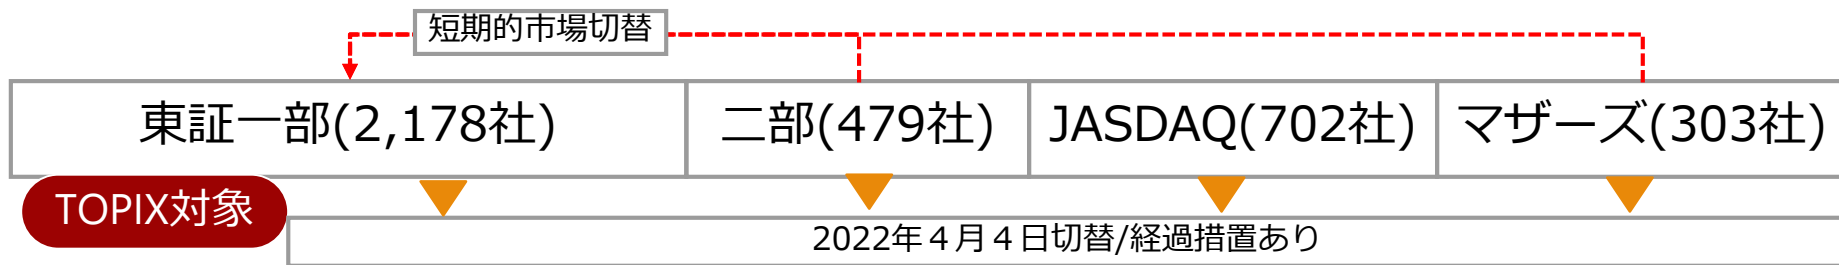 短期的市場切替
東証一部(2,178社)
二部(479社)
JASDAQ(702社)
マザーズ(303社)
TOPIX対象
2022年４月４日切替/経過措置あり